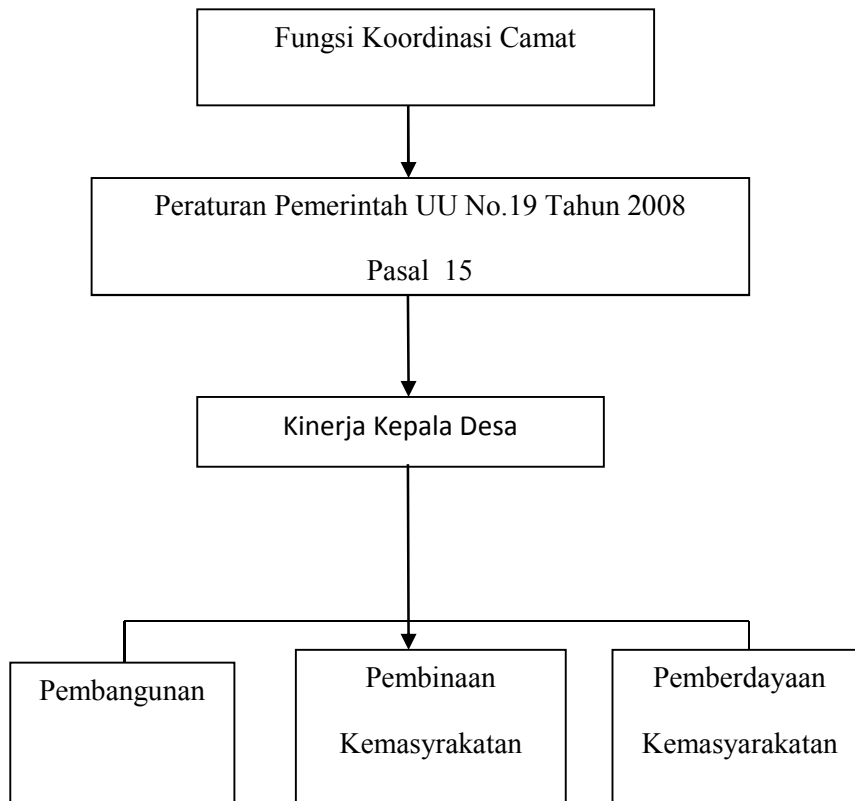 Fungsi Koordinasi Camat
Peraturan Pemerintah UU No.19 Tahun 2008
Pasal 15
Kinerja Kepala Desa
Pembangunan
Pembinaan
Kemasyrakatan
Pemberdayaan
Kemasyarakatan